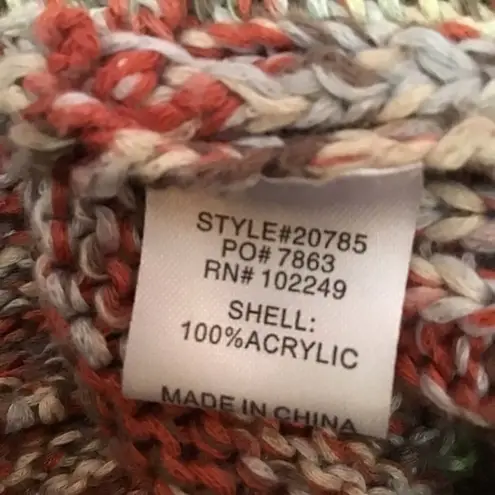 STYLE#20785
PO# 7863
RN# 102249
SHELL:
100%ACRYLIC
MADE IN CHINA